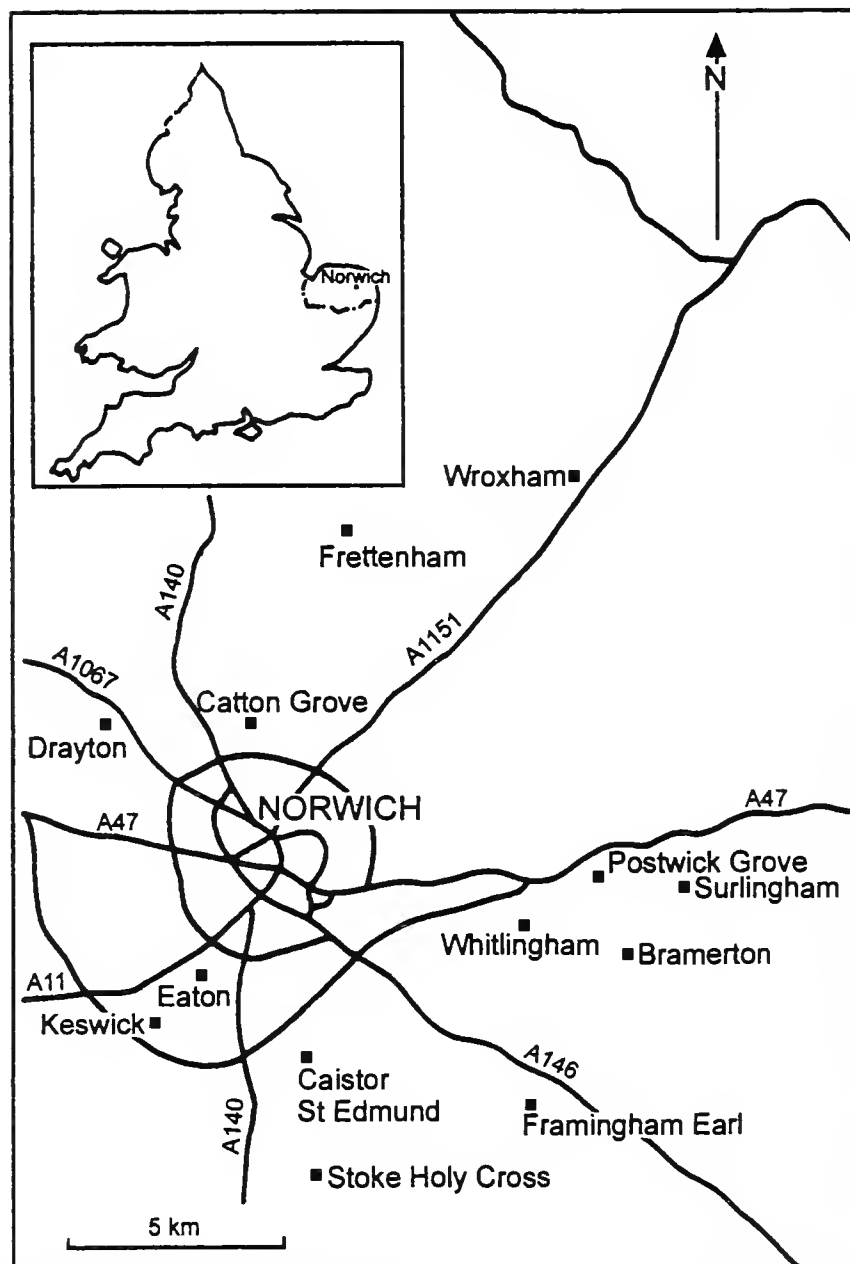 N
Norwich
Wroxham
Frettenham
A140
A1151
A1067
Catton Grove
Drayton
NORWICH
A47
A47
Postwick Grove
Surlingham
Whitlingham
Bramerton
A11
Eaton
Keswick
A146
Caistor
St Edmund
Framingham Earl
A140
Stoke Holy Cross
5 km